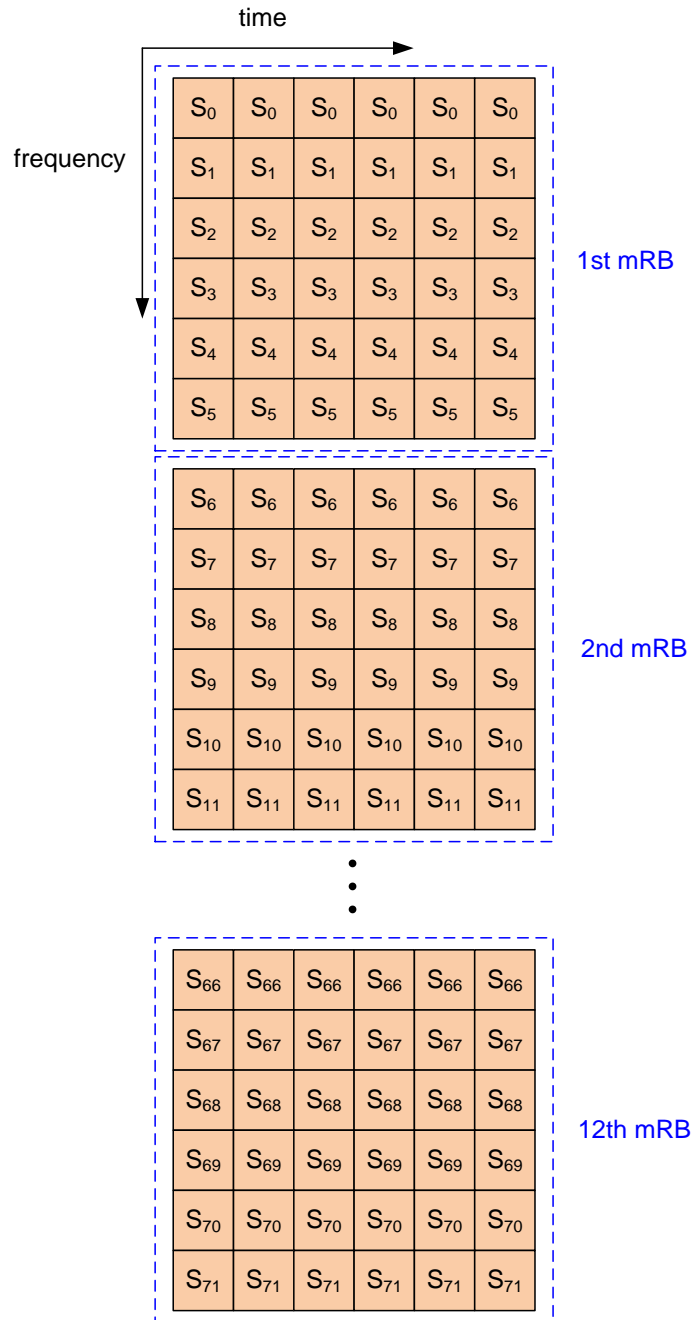 time
frequency
S₀ S₀ S₀ S₀ S₀ S₀
S₁ S₁ S₁ S₁ S₁ S₁
S₂ S₂ S₂ S₂ S₂ S₂
S₃ S₃ S₃ S₃ S₃ S₃
S₄ S₄ S₄ S₄ S₄ S₄
S₅ S₅ S₅ S₅ S₅ S₅
1st mRB
S₆ S₆ S₆ S₆ S₆ S₆
S₇ S₇ S₇ S₇ S₇ S₇
S₈ S₈ S₈ S₈ S₈ S₈
S₉ S₉ S₉ S₉ S₉ S₉
S₁₀ S₁₀ S₁₀ S₁₀ S₁₀ S₁₀
S₁₁ S₁₁ S₁₁ S₁₁ S₁₁ S₁₁
2nd mRB
S₆₆ S₆₆ S₆₆ S₆₆ S₆₆ S₆₆
S₆₇ S₆₇ S₆₇ S₆₇ S₆₇ S₆₇
S₆₈ S₆₈ S₆₈ S₆₈ S₆₈ S₆₈
S₆₉ S₆₉ S₆₉ S₆₉ S₆₉ S₆₉
S₇₀ S₇₀ S₇₀ S₇₀ S₇₀ S₇₀
S₇₁ S₇₁ S₇₁ S₇₁ S₇₁ S₇₁
12th mRB